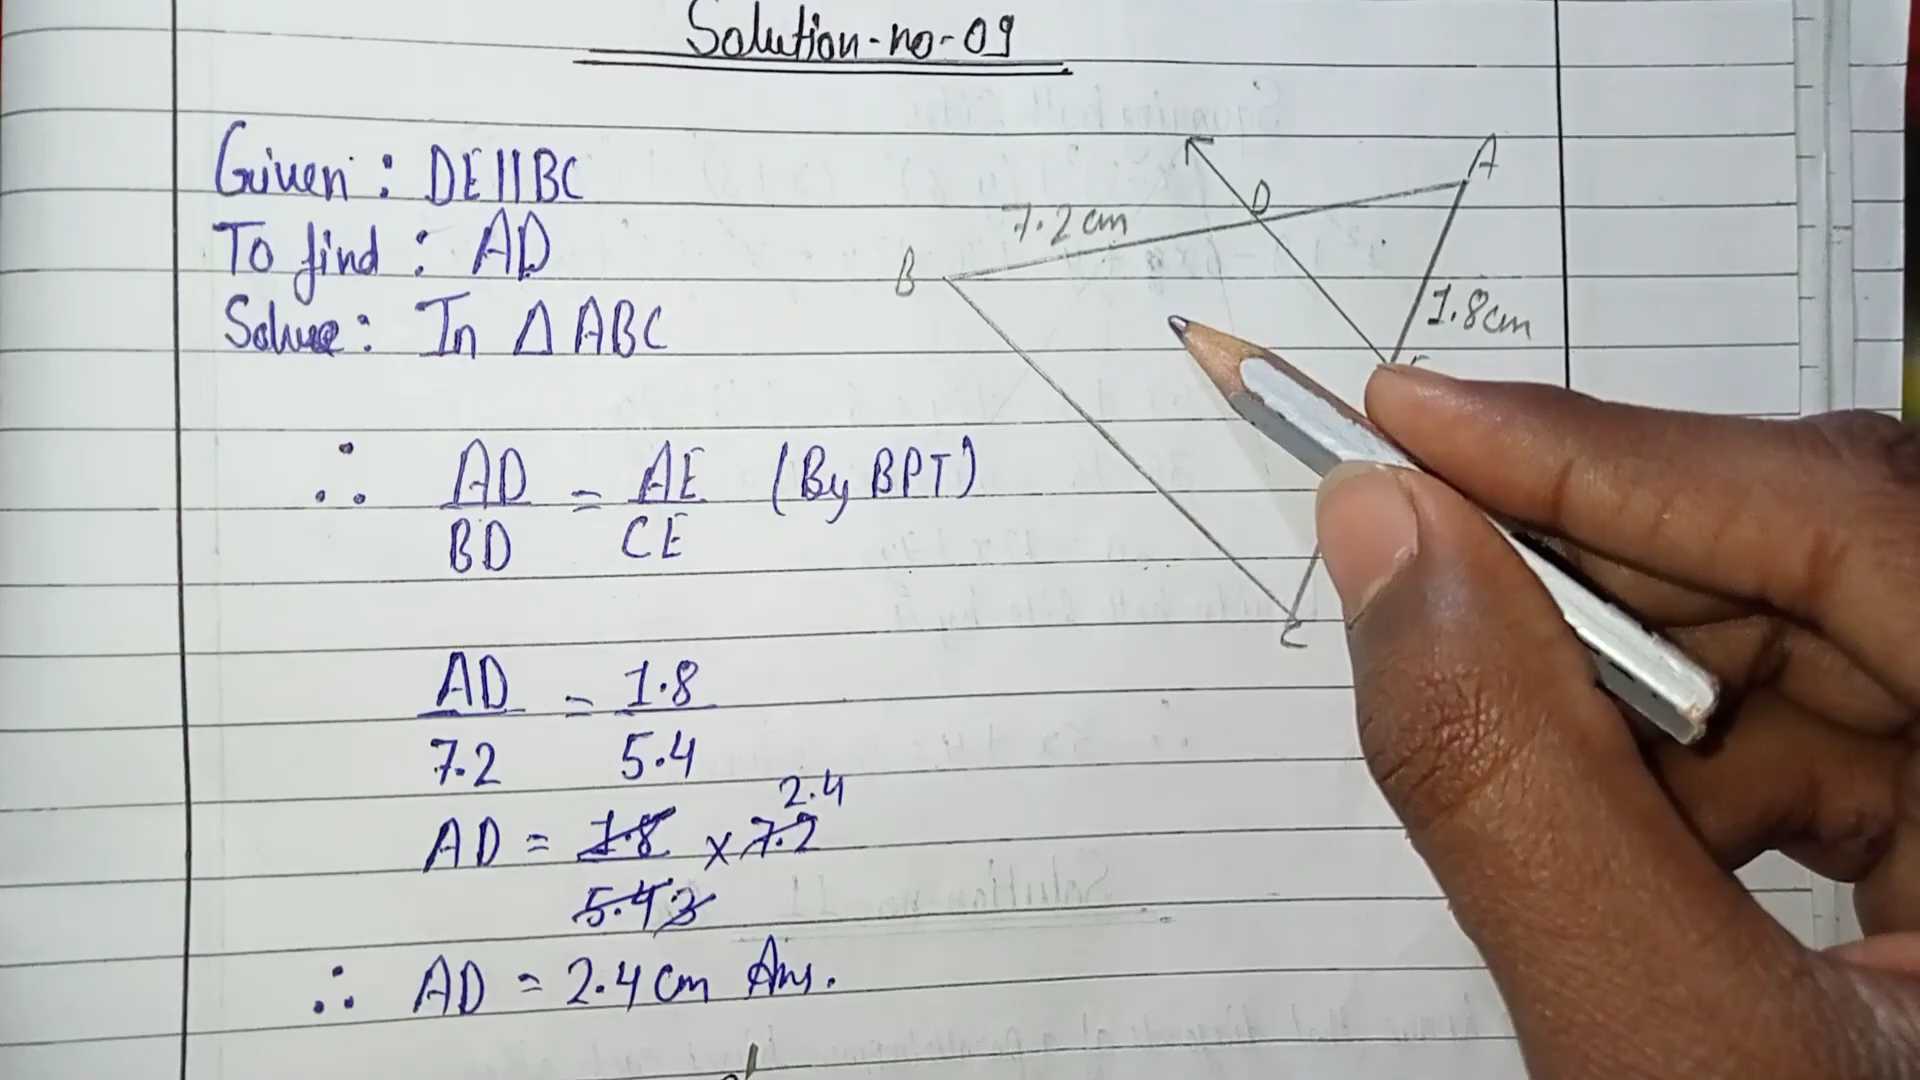 Solution-no-09
Given : DE||BC
To find : AD
Solve : In Δ ABC
∴ AD/BD = AE/CE (By BPT)
AD/7.2 = 1.8/5.4
2.4
AD = 1.8 × 7.2
5.4 3
∴ AD = 2.4 cm Ans.
A
D
7.2 cm
B
1.8 cm
C